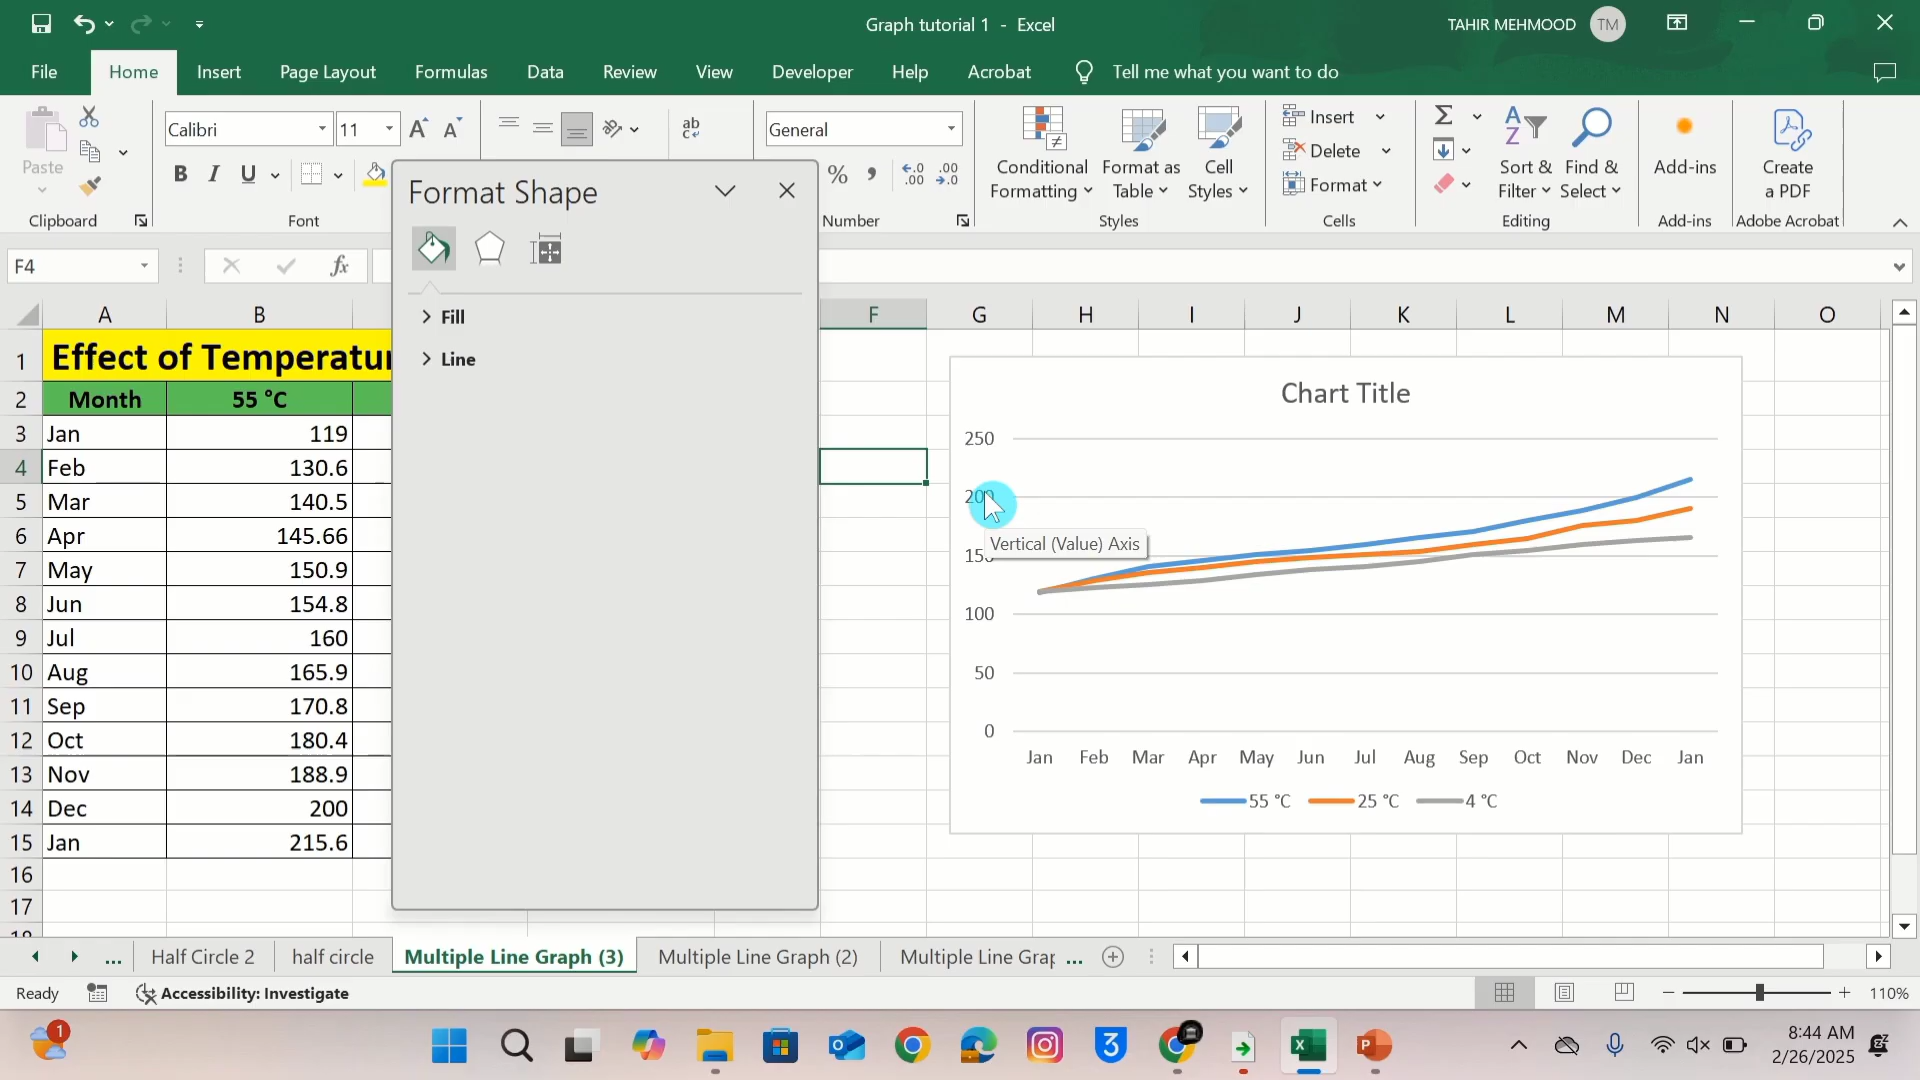 Graph tutorial 1 - Excel
TAHIR MEHMOOD TM
File Home Insert Page Layout Formulas Data Review View Developer Help Acrobat Tell me what you want to do
Paste
Clipboard
Calibri 11
B I U
Font
ab
General
% , .00 .00
Number
Conditional Formatting
Format as Table
Cell Styles
Styles
Insert
Delete
Format
Cells
Sort & Filter
Find & Select
Editing
Add-ins
Add-ins
Create a PDF
Adobe Acrobat
F4
fx
Format Shape
Fill
Line
A B F G H I J K L M N O
1 Effect of Temperatur
2 Month 55 °C
3 Jan 119
4 Feb 130.6
5 Mar 140.5
6 Apr 145.66
7 May 150.9
8 Jun 154.8
9 Jul 160
10 Aug 165.9
11 Sep 170.8
12 Oct 180.4
13 Nov 188.9
14 Dec 200
15 Jan 215.6
16
17
Chart Title
250
200
Vertical (Value) Axis
150
100
50
0
Jan Feb Mar Apr May Jun Jul Aug Sep Oct Nov Dec Jan
55 °C 25 °C 4 °C
... Half Circle 2 half circle Multiple Line Graph (3) Multiple Line Graph (2) Multiple Line Grap ...
Ready Accessibility: Investigate 110%
1
8:44 AM
2/26/2025